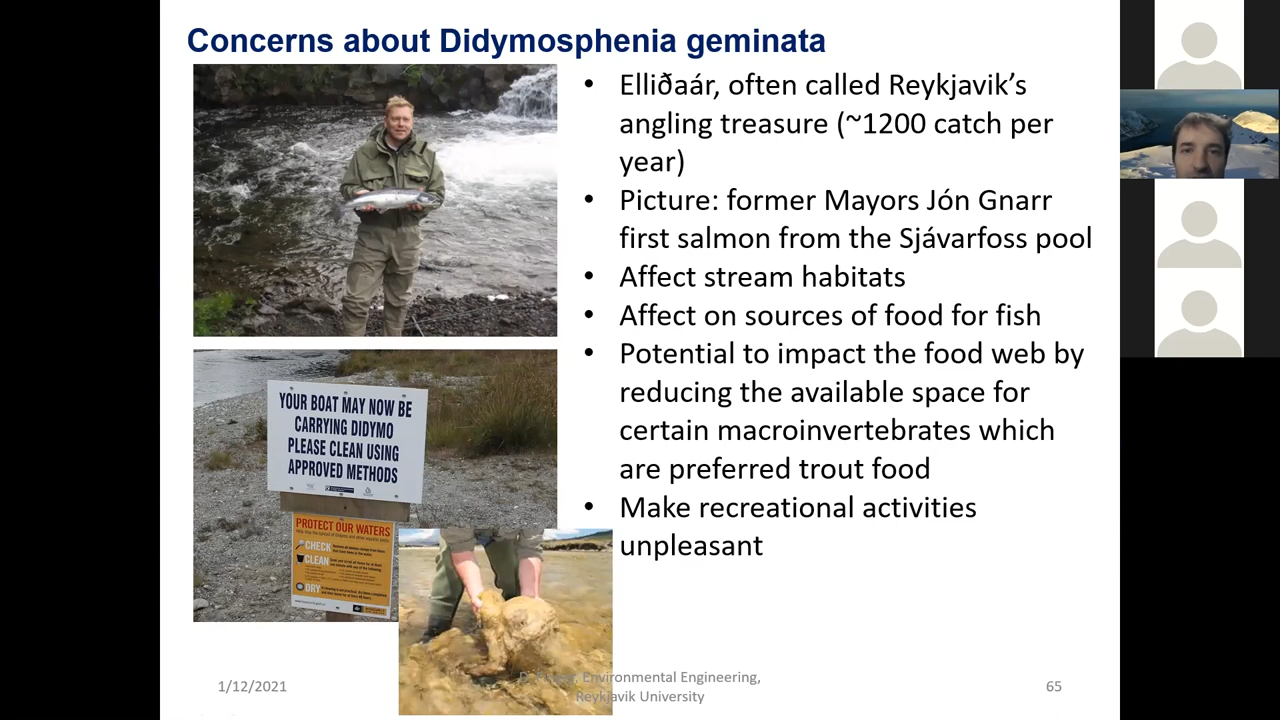 Concerns about Didymosphenia geminata
• Elliðaár, often called Reykjavik’s
angling treasure (~1200 catch per
year)
• Picture: former Mayors Jón Gnarr
first salmon from the Sjávarfoss pool
• Affect stream habitats
• Affect on sources of food for fish
• Potential to impact the food web by
reducing the available space for
certain macroinvertebrates which
are preferred trout food
• Make recreational activities
unpleasant
YOUR BOAT MAY NOW BE
CARRYING DIDYMO
PLEASE CLEAN USING
APPROVED METHODS
PROTECT OUR WATERS
CHECK
CLEAN
DRY
1/12/2021
Environmental Engineering,
Reykjavik University
65